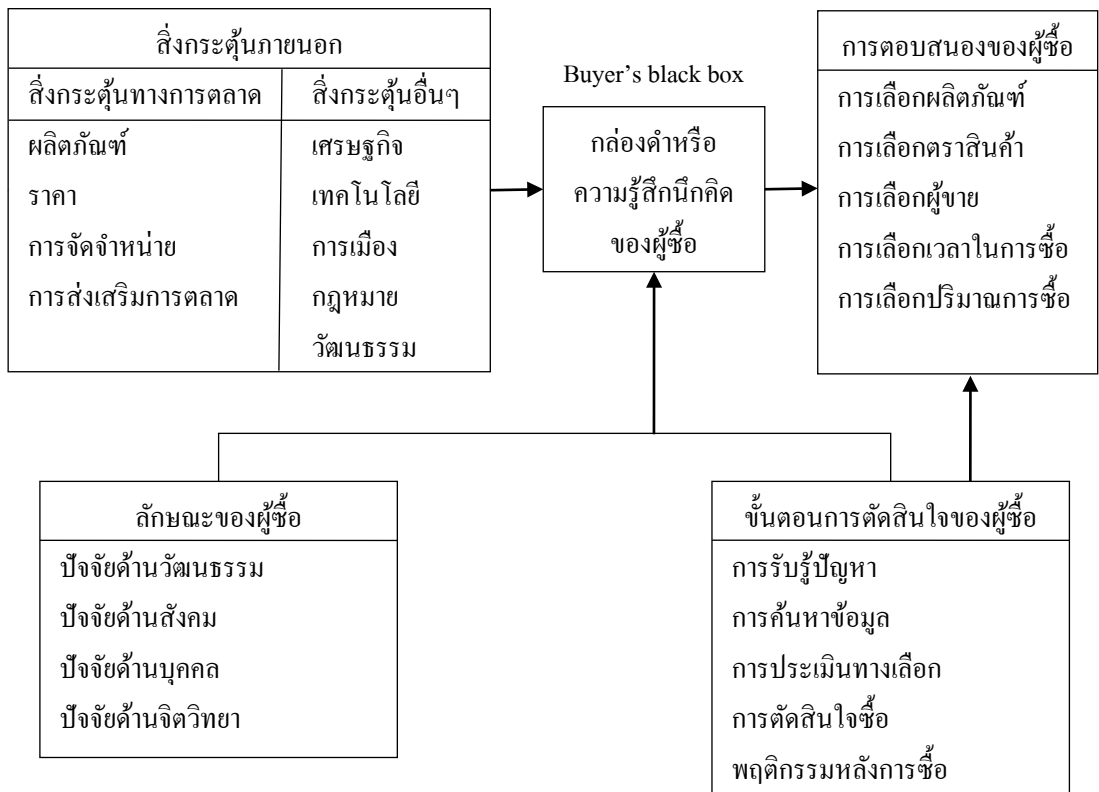 สิ่งกระตุ้นภายนอก
สิ่งกระตุ้นทางการตลาด
ผลิตภัณฑ์
ราคา
การจัดจำหน่าย
การส่งเสริมการตลาด
สิ่งกระตุ้นอื่นๆ
เศรษฐกิจ
เทคโนโลยี
การเมือง
กฎหมาย
วัฒนธรรม
Buyer's black box
กล่องดำหรือ
ความรู้สึกนึกคิด
ของผู้ซื้อ
การตอบสนองของผู้ซื้อ
การเลือกผลิตภัณฑ์
การเลือกตราสินค้า
การเลือกผู้ขาย
การเลือกเวลาในการซื้อ
การเลือกปริมาณการซื้อ
ลักษณะของผู้ซื้อ
ปัจจัยด้านวัฒนธรรม
ปัจจัยด้านสังคม
ปัจจัยด้านบุคคล
ปัจจัยด้านจิตวิทยา
ขั้นตอนการตัดสินใจของผู้ซื้อ
การรับรู้ปัญหา
การค้นหาข้อมูล
การประเมินทางเลือก
การตัดสินใจซื้อ
พฤติกรรมหลังการซื้อ